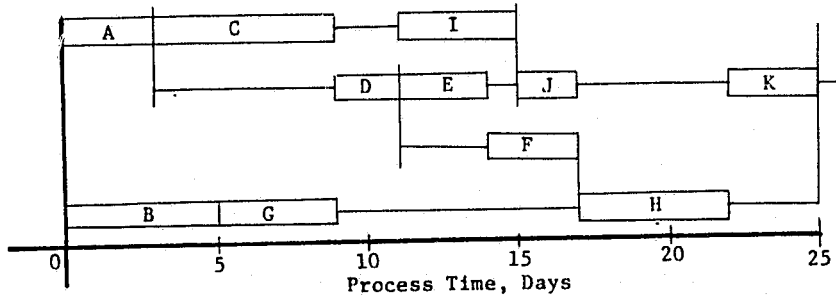 A C I
D E J K
F
B G H
0 5 10 15 20 25
Process Time, Days